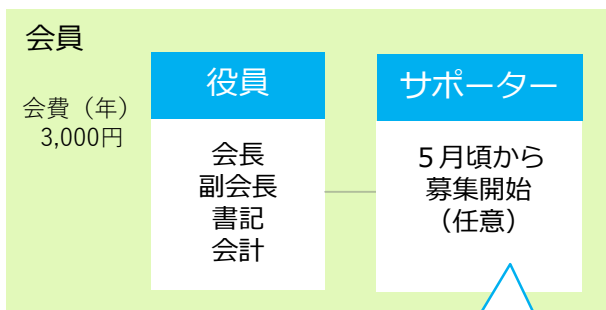 会員
会費（年）
3,000円
役員
会長
副会長
書記
会計
サポーター
５月頃から
募集開始
（任意）